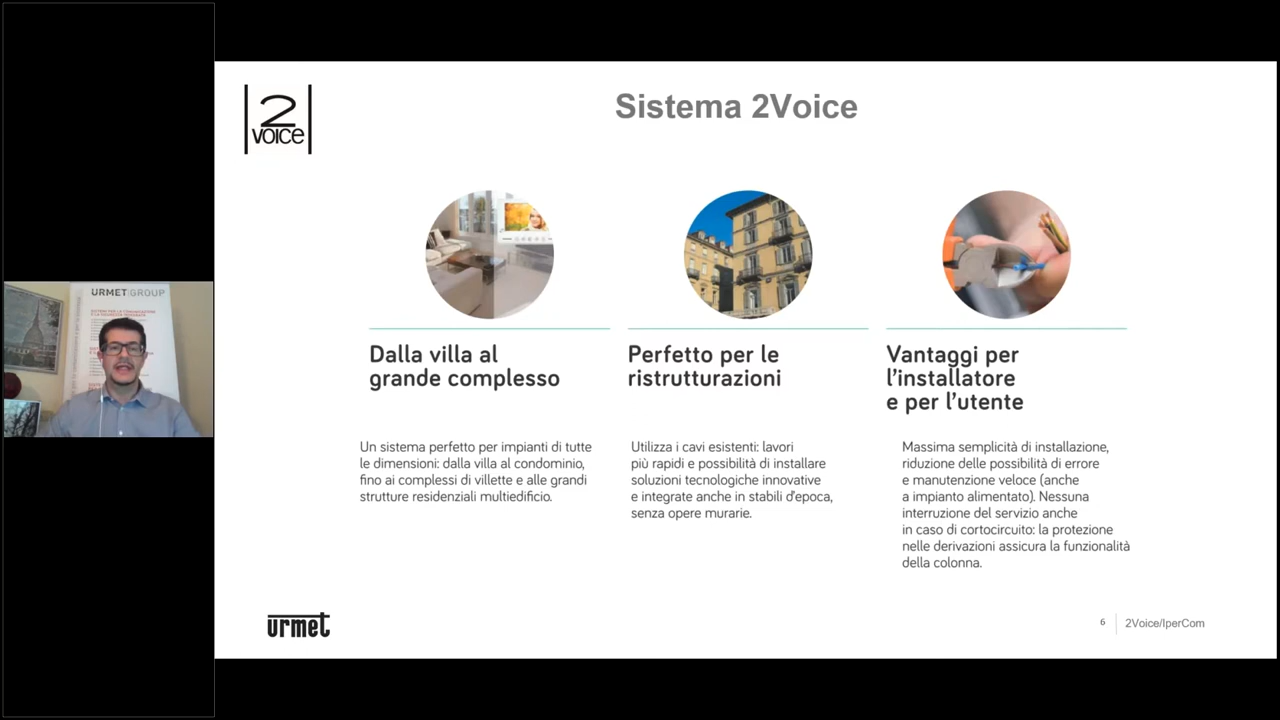 2
VOICE
Sistema 2Voice
Dalla villa al
grande complesso
Un sistema perfetto per impianti di tutte
le dimensioni: dalla villa al condominio,
fino ai complessi di villette e alle grandi
strutture residenziali multiedificio.
Perfetto per le
ristrutturazioni
Utilizza i cavi esistenti: lavori
più rapidi e possibilità di installare
soluzioni tecnologiche innovative
e integrate anche in stabili d'epoca,
senza opere murarie.
Vantaggi per
l'installatore
e per l'utente
Massima semplicità di installazione,
riduzione delle possibilità di errore
e manutenzione veloce (anche
a impianto alimentato). Nessuna
interruzione del servizio anche
in caso di cortocircuito: la protezione
nelle derivazioni assicura la funzionalità
della colonna.
URMET GROUP
urmet
6
2Voice/IperCom